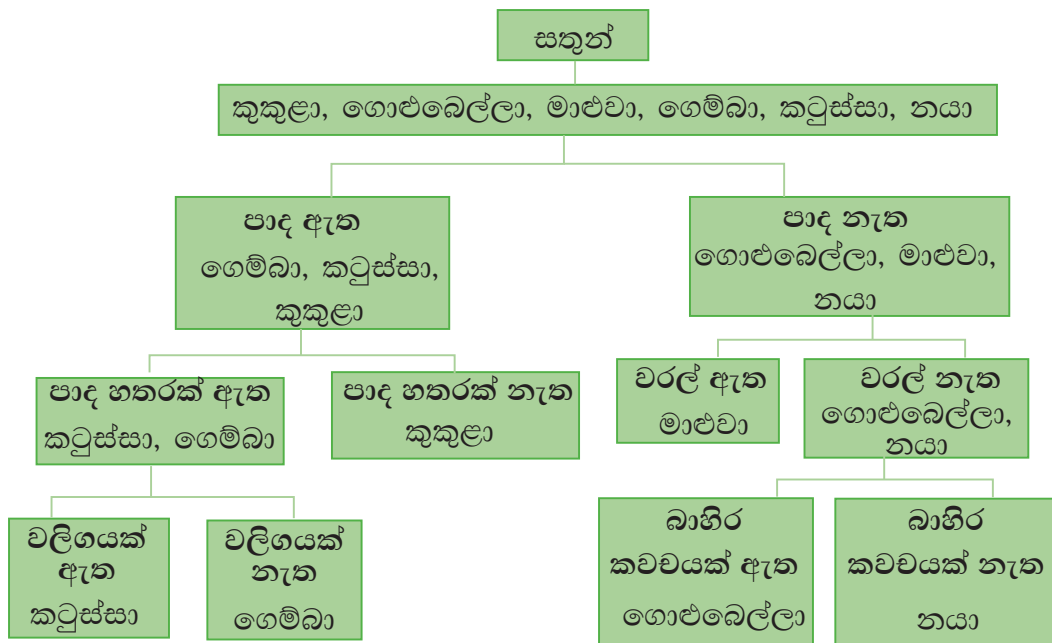 සතුන්
කුකුළා, ගොළුබෙල්ලා, මාළුවා, ගෙම්බා, කටුස්සා, නයා
පාද ඇත
ගෙම්බා, කටුස්සා,
කුකුළා
පාද නැත
ගොළුබෙල්ලා, මාළුවා,
නයා
පාද හතරක් ඇත
කටුස්සා, ගෙම්බා
පාද හතරක් නැත
කුකුළා
වරල් ඇත
මාළුවා
වරල් නැත
ගොළුබෙල්ලා,
නයා
වලිගයක්
ඇත
කටුස්සා
වලිගයක්
නැත
ගෙම්බා
බාහිර
කවචයක් ඇත
ගොළුබෙල්ලා
බාහිර
කවචයක් නැත
නයා